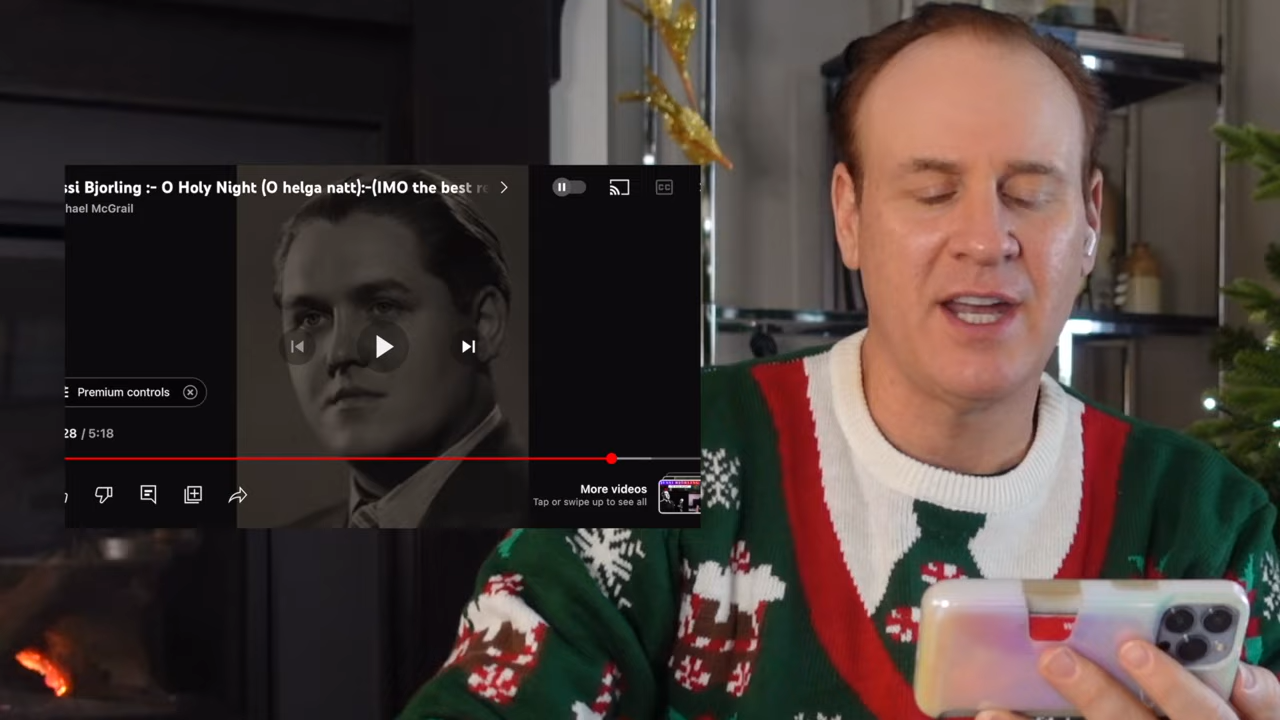 ssi Bjorling :- O Holy Night (O helga natt):-(IMO the best re
hael McGrail
CC
Premium controls
28 / 5:18
More videos
Tap or swipe up to see all